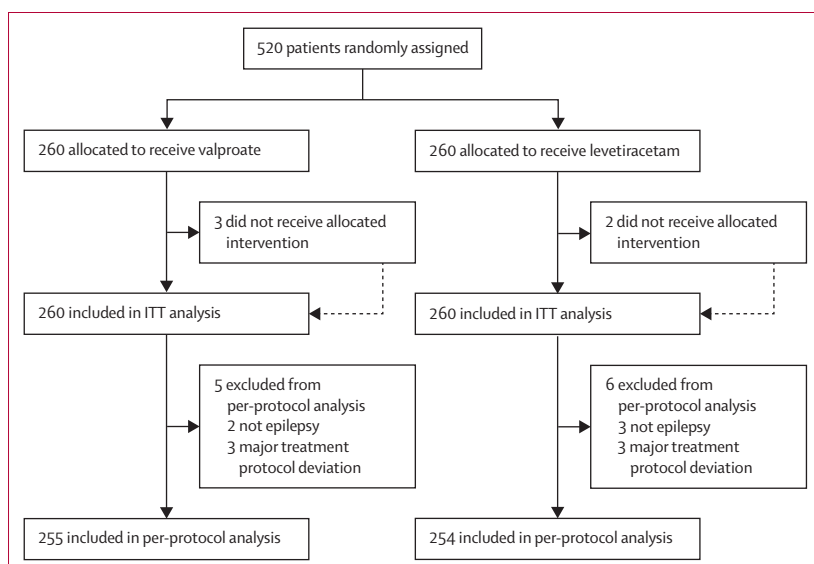 520 patients randomly assigned
260 allocated to receive valproate
260 allocated to receive levetiracetam
3 did not receive allocated
intervention
2 did not receive allocated
intervention
260 included in ITT analysis
260 included in ITT analysis
5 excluded from
per-protocol analysis
2 not epilepsy
3 major treatment
protocol deviation
6 excluded from
per-protocol analysis
3 not epilepsy
3 major treatment
protocol deviation
255 included in per-protocol analysis
254 included in per-protocol analysis